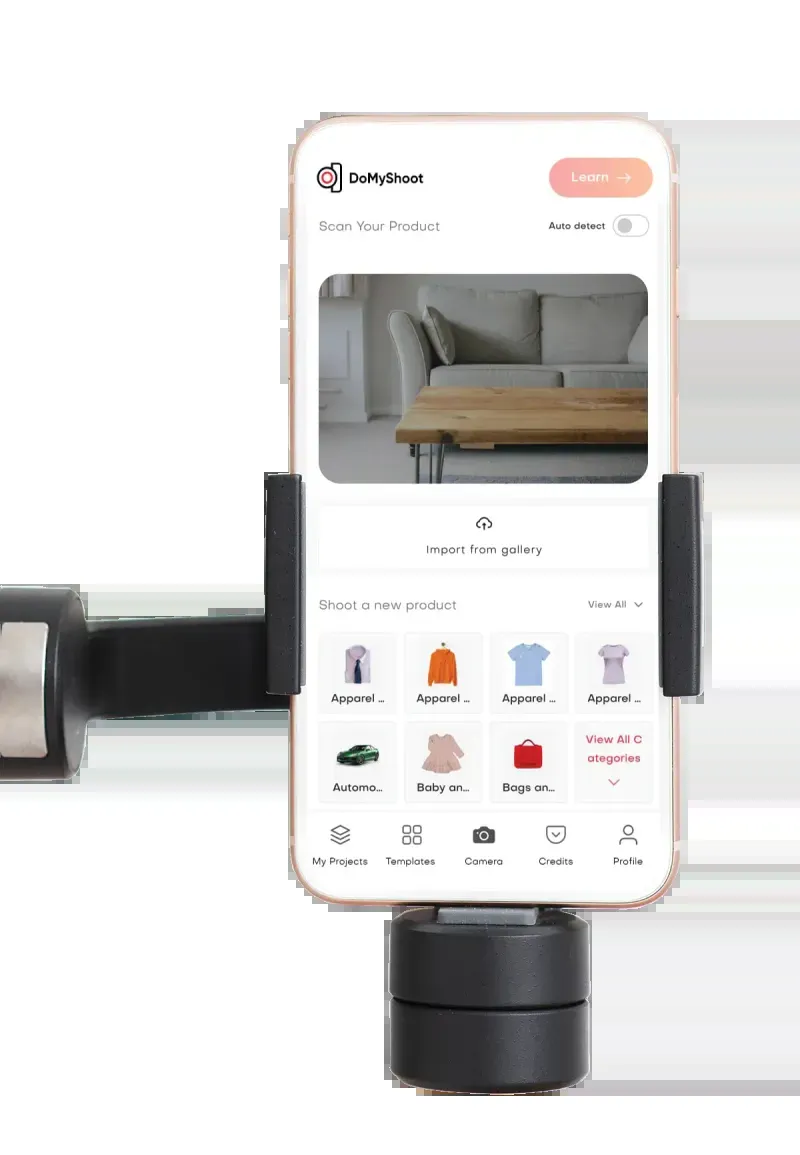 DoMyShoot
Learn →
Scan Your Product
Auto detect
Import from gallery
Shoot a new product
View All
Apparel ...
Apparel ...
Apparel ...
Apparel ...
Automo...
Baby an...
Bags an...
View All C
ategories
My Projects
Templates
Camera
Credits
Profile